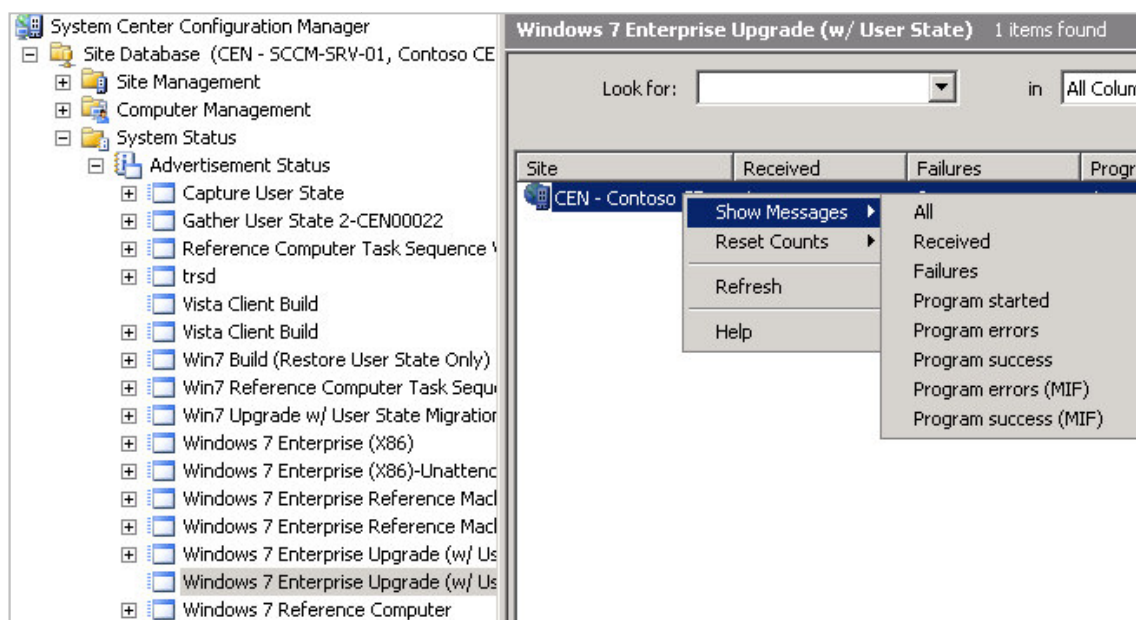 System Center Configuration Manager
Site Database (CEN - SCCM-SRV-01, Contoso CE
Site Management
Computer Management
System Status
Advertisement Status
Capture User State
Gather User State 2-CEN00022
Reference Computer Task Sequence
trsd
Vista Client Build
Vista Client Build
Win7 Build (Restore User State Only)
Win7 Reference Computer Task Sequ
Win7 Upgrade w/ User State Migration
Windows 7 Enterprise (X86)
Windows 7 Enterprise (X86)-Unattend
Windows 7 Enterprise Reference Mac
Windows 7 Enterprise Reference Mac
Windows 7 Enterprise Upgrade (w/ Us
Windows 7 Enterprise Upgrade (w/ Us
Windows 7 Reference Computer
Windows 7 Enterprise Upgrade (w/ User State) 1 items found
Look for: in All Colum
Site Received Failures Progr
CEN - Contoso
Show Messages
Reset Counts
Refresh
Help
All
Received
Failures
Program started
Program errors
Program success
Program errors (MIF)
Program success (MIF)